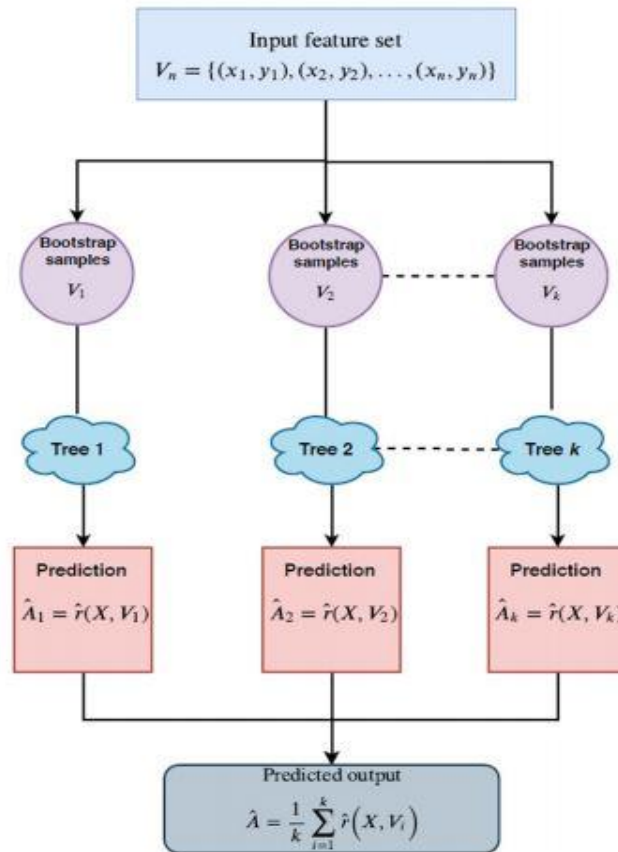 Input feature set
V_n = {(x_1, y_1), (x_2, y_2), . . . , (x_n, y_n)}
Bootstrap samples
V_1
Bootstrap samples
V_2
Bootstrap samples
V_k
Tree 1
Tree 2
Tree k
Prediction
Â_1 = r̂(X, V_1)
Prediction
Â_2 = r̂(X, V_2)
Prediction
Â_k = r̂(X, V_k)
Predicted output
Â = 1/k ∑_{i=1}^{k} r̂(X, V_i)